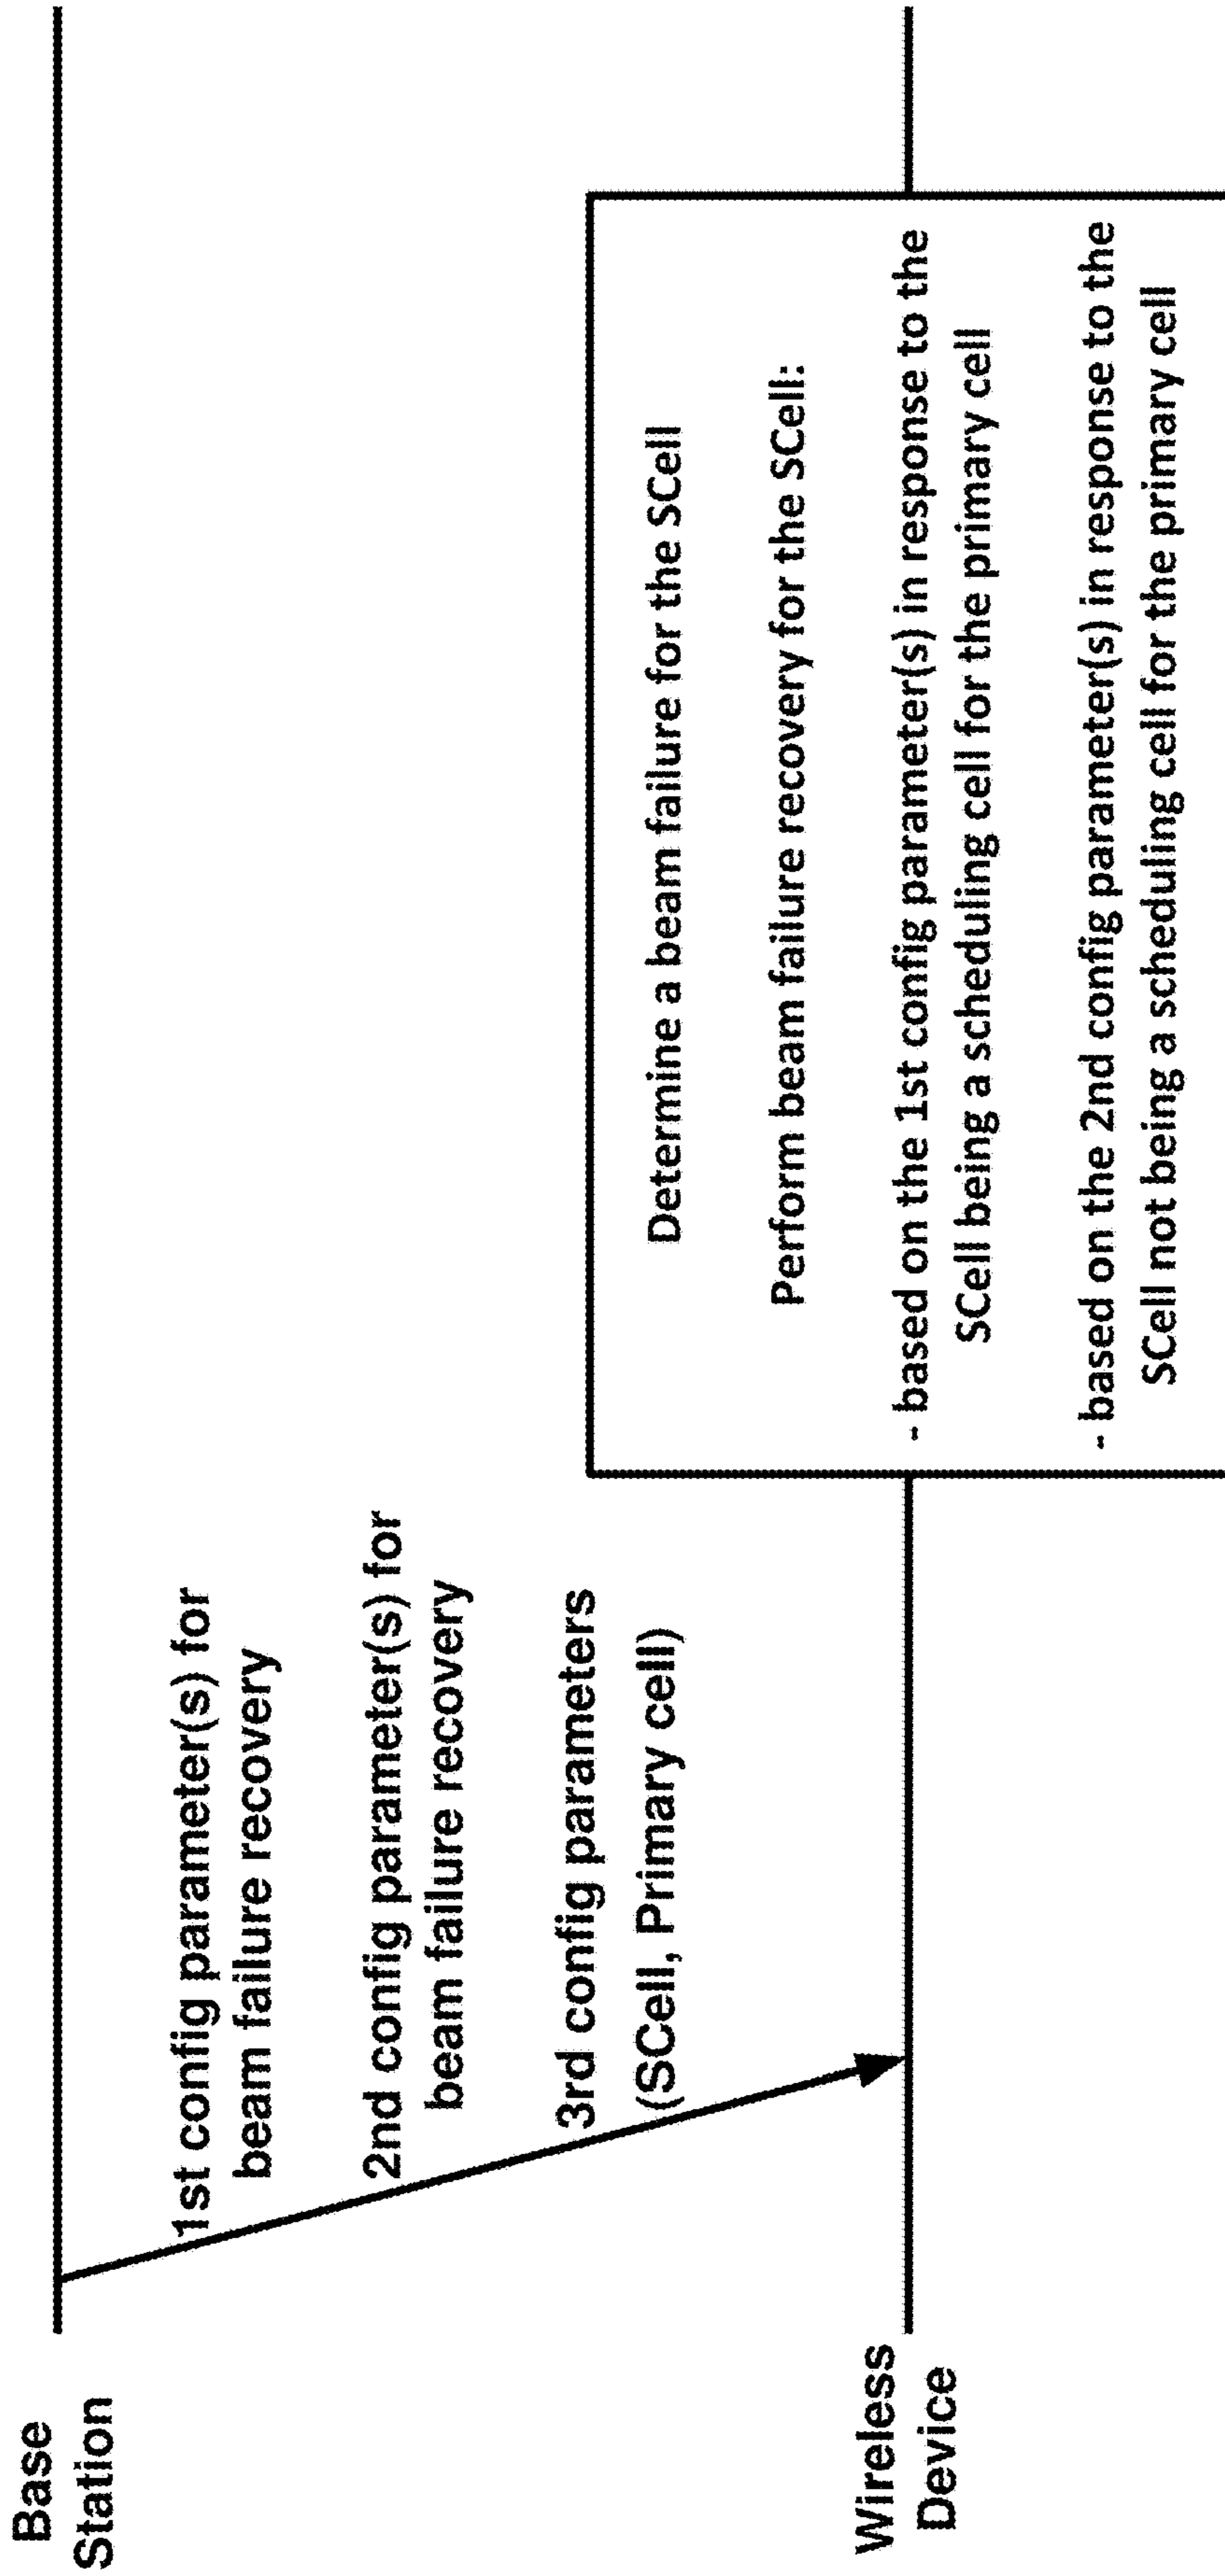 Base
Station
1st config parameter(s) for
beam failure recovery
2nd config parameter(s) for
beam failure recovery
3rd config parameters
(SCell, Primary cell)
Wireless
Device
Determine a beam failure for the SCell
Perform beam failure recovery for the SCell:
- based on the 1st config parameter(s) in response to the
SCell being a scheduling cell for the primary cell
- based on the 2nd config parameter(s) in response to the
SCell not being a scheduling cell for the primary cell